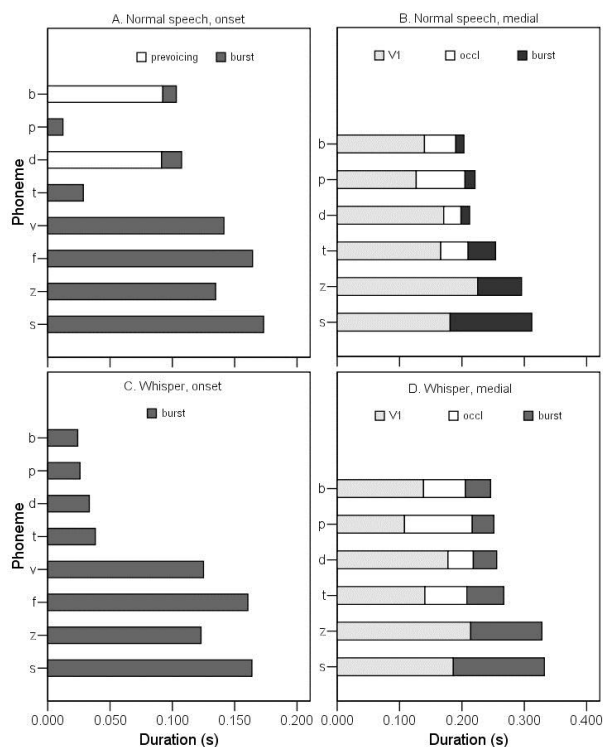 A. Normal speech, onset
prevoicing burst
Phoneme
b
p
d
t
v
f
z
s
B. Normal speech, medial
V1 occl burst
b
p
d
t
z
s
C. Whisper, onset
burst
Phoneme
b
p
d
t
v
f
z
s
0.000 0.050 0.100 0.150 0.200
Duration (s)
D. Whisper, medial
V1 occl burst
b
p
d
t
z
s
0.000 0.100 0.200 0.300 0.400
Duration (s)